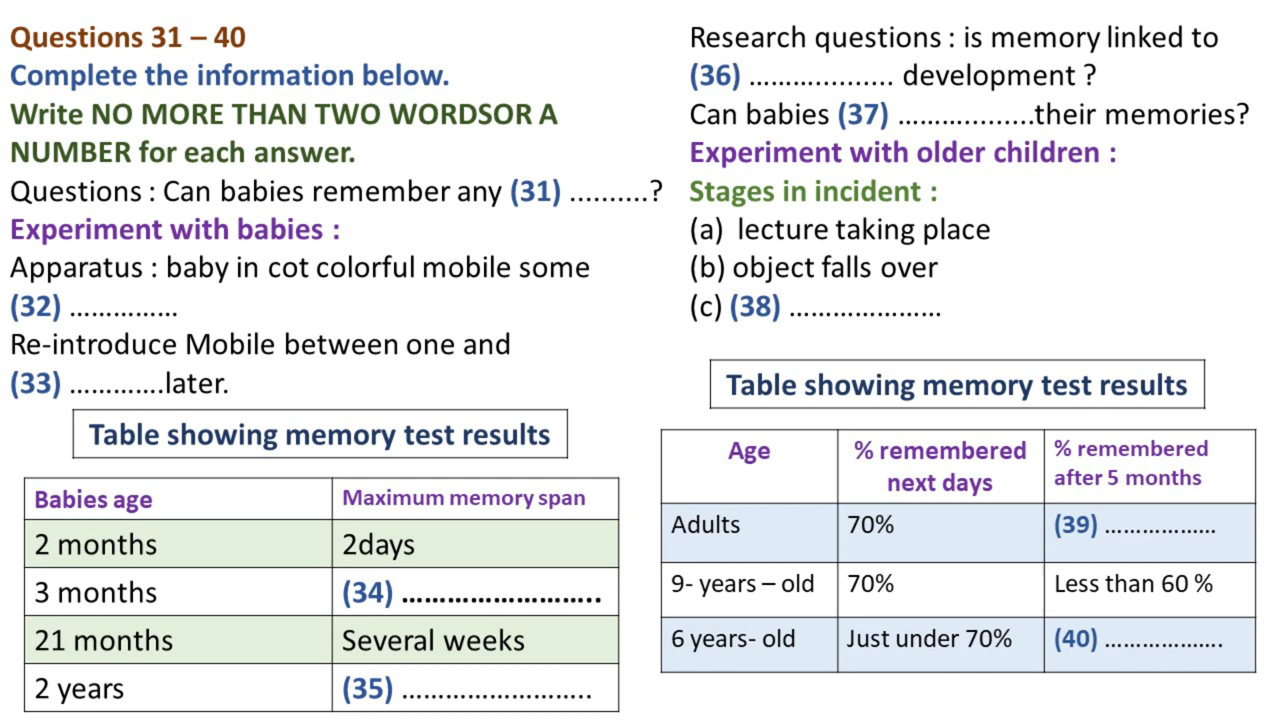 Questions 31 – 40
Complete the information below.
Write NO MORE THAN TWO WORDSOR A
NUMBER for each answer.
Questions : Can babies remember any (31) ..........?
Experiment with babies :
Apparatus : baby in cot colorful mobile some
(32) ...............
Re-introduce Mobile between one and
(33) .............later.
Table showing memory test results
Babies age | Maximum memory span
2 months | 2days
3 months | (34) ..........................
21 months | Several weeks
2 years | (35) ..........................
Research questions : is memory linked to
(36) ................... development ?
Can babies (37) ..................their memories?
Experiment with older children :
Stages in incident :
(a) lecture taking place
(b) object falls over
(c) (38) .....................
Table showing memory test results
Age | % remembered next days | % remembered after 5 months
Adults | 70% | (39) ..................
9- years – old | 70% | Less than 60 %
6 years- old | Just under 70% | (40) ...................